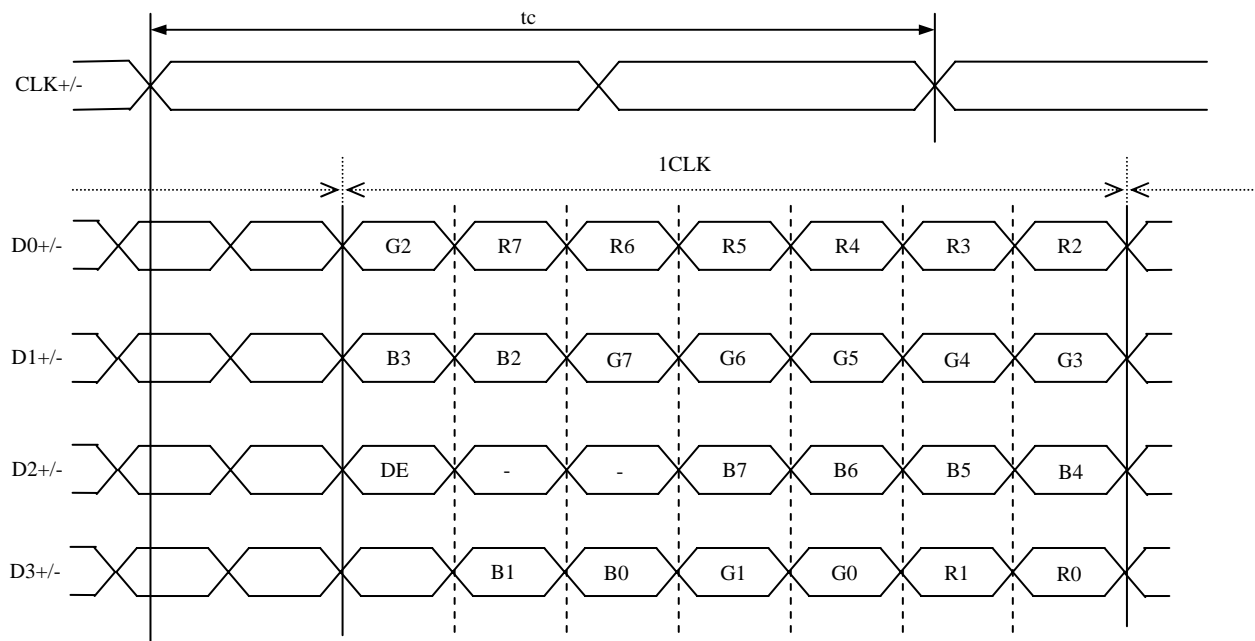 tc
CLK+/-
1CLK
D0+/- G2 R7 R6 R5 R4 R3 R2
D1+/- B3 B2 G7 G6 G5 G4 G3
D2+/- DE - - B7 B6 B5 B4
D3+/- B1 B0 G1 G0 R1 R0